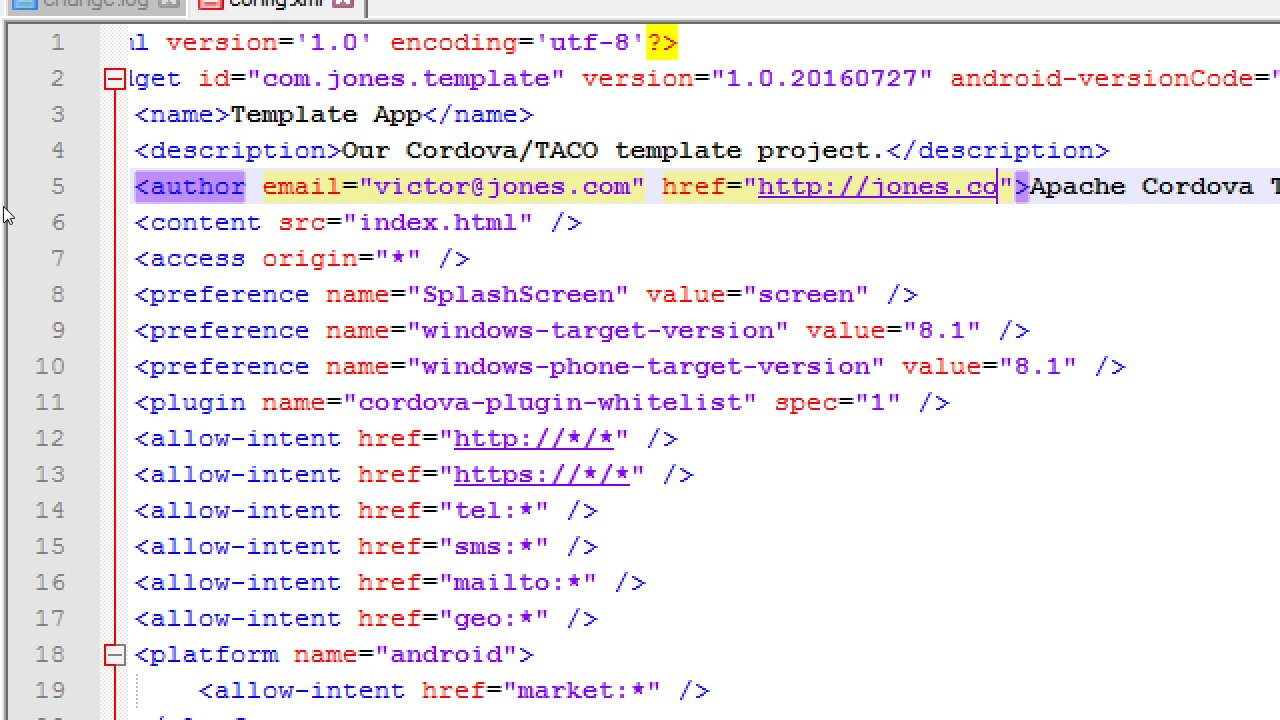 change.log config.xml
1 ml version='1.0' encoding='utf-8'?>
2 dget id="com.jones.template" version="1.0.20160727" android-versionCode="
3 <name>Template App</name>
4 <description>Our Cordova/TACO template project.</description>
5 <author email="victor@jones.com" href="http://jones.co">Apache Cordova T
6 <content src="index.html" />
7 <access origin="*" />
8 <preference name="SplashScreen" value="screen" />
9 <preference name="windows-target-version" value="8.1" />
10 <preference name="windows-phone-target-version" value="8.1" />
11 <plugin name="cordova-plugin-whitelist" spec="1" />
12 <allow-intent href="http://*/*" />
13 <allow-intent href="https://*/*" />
14 <allow-intent href="tel:*" />
15 <allow-intent href="sms:*" />
16 <allow-intent href="mailto:*" />
17 <allow-intent href="geo:*" />
18 <platform name="android">
19 <allow-intent href="market:*" />